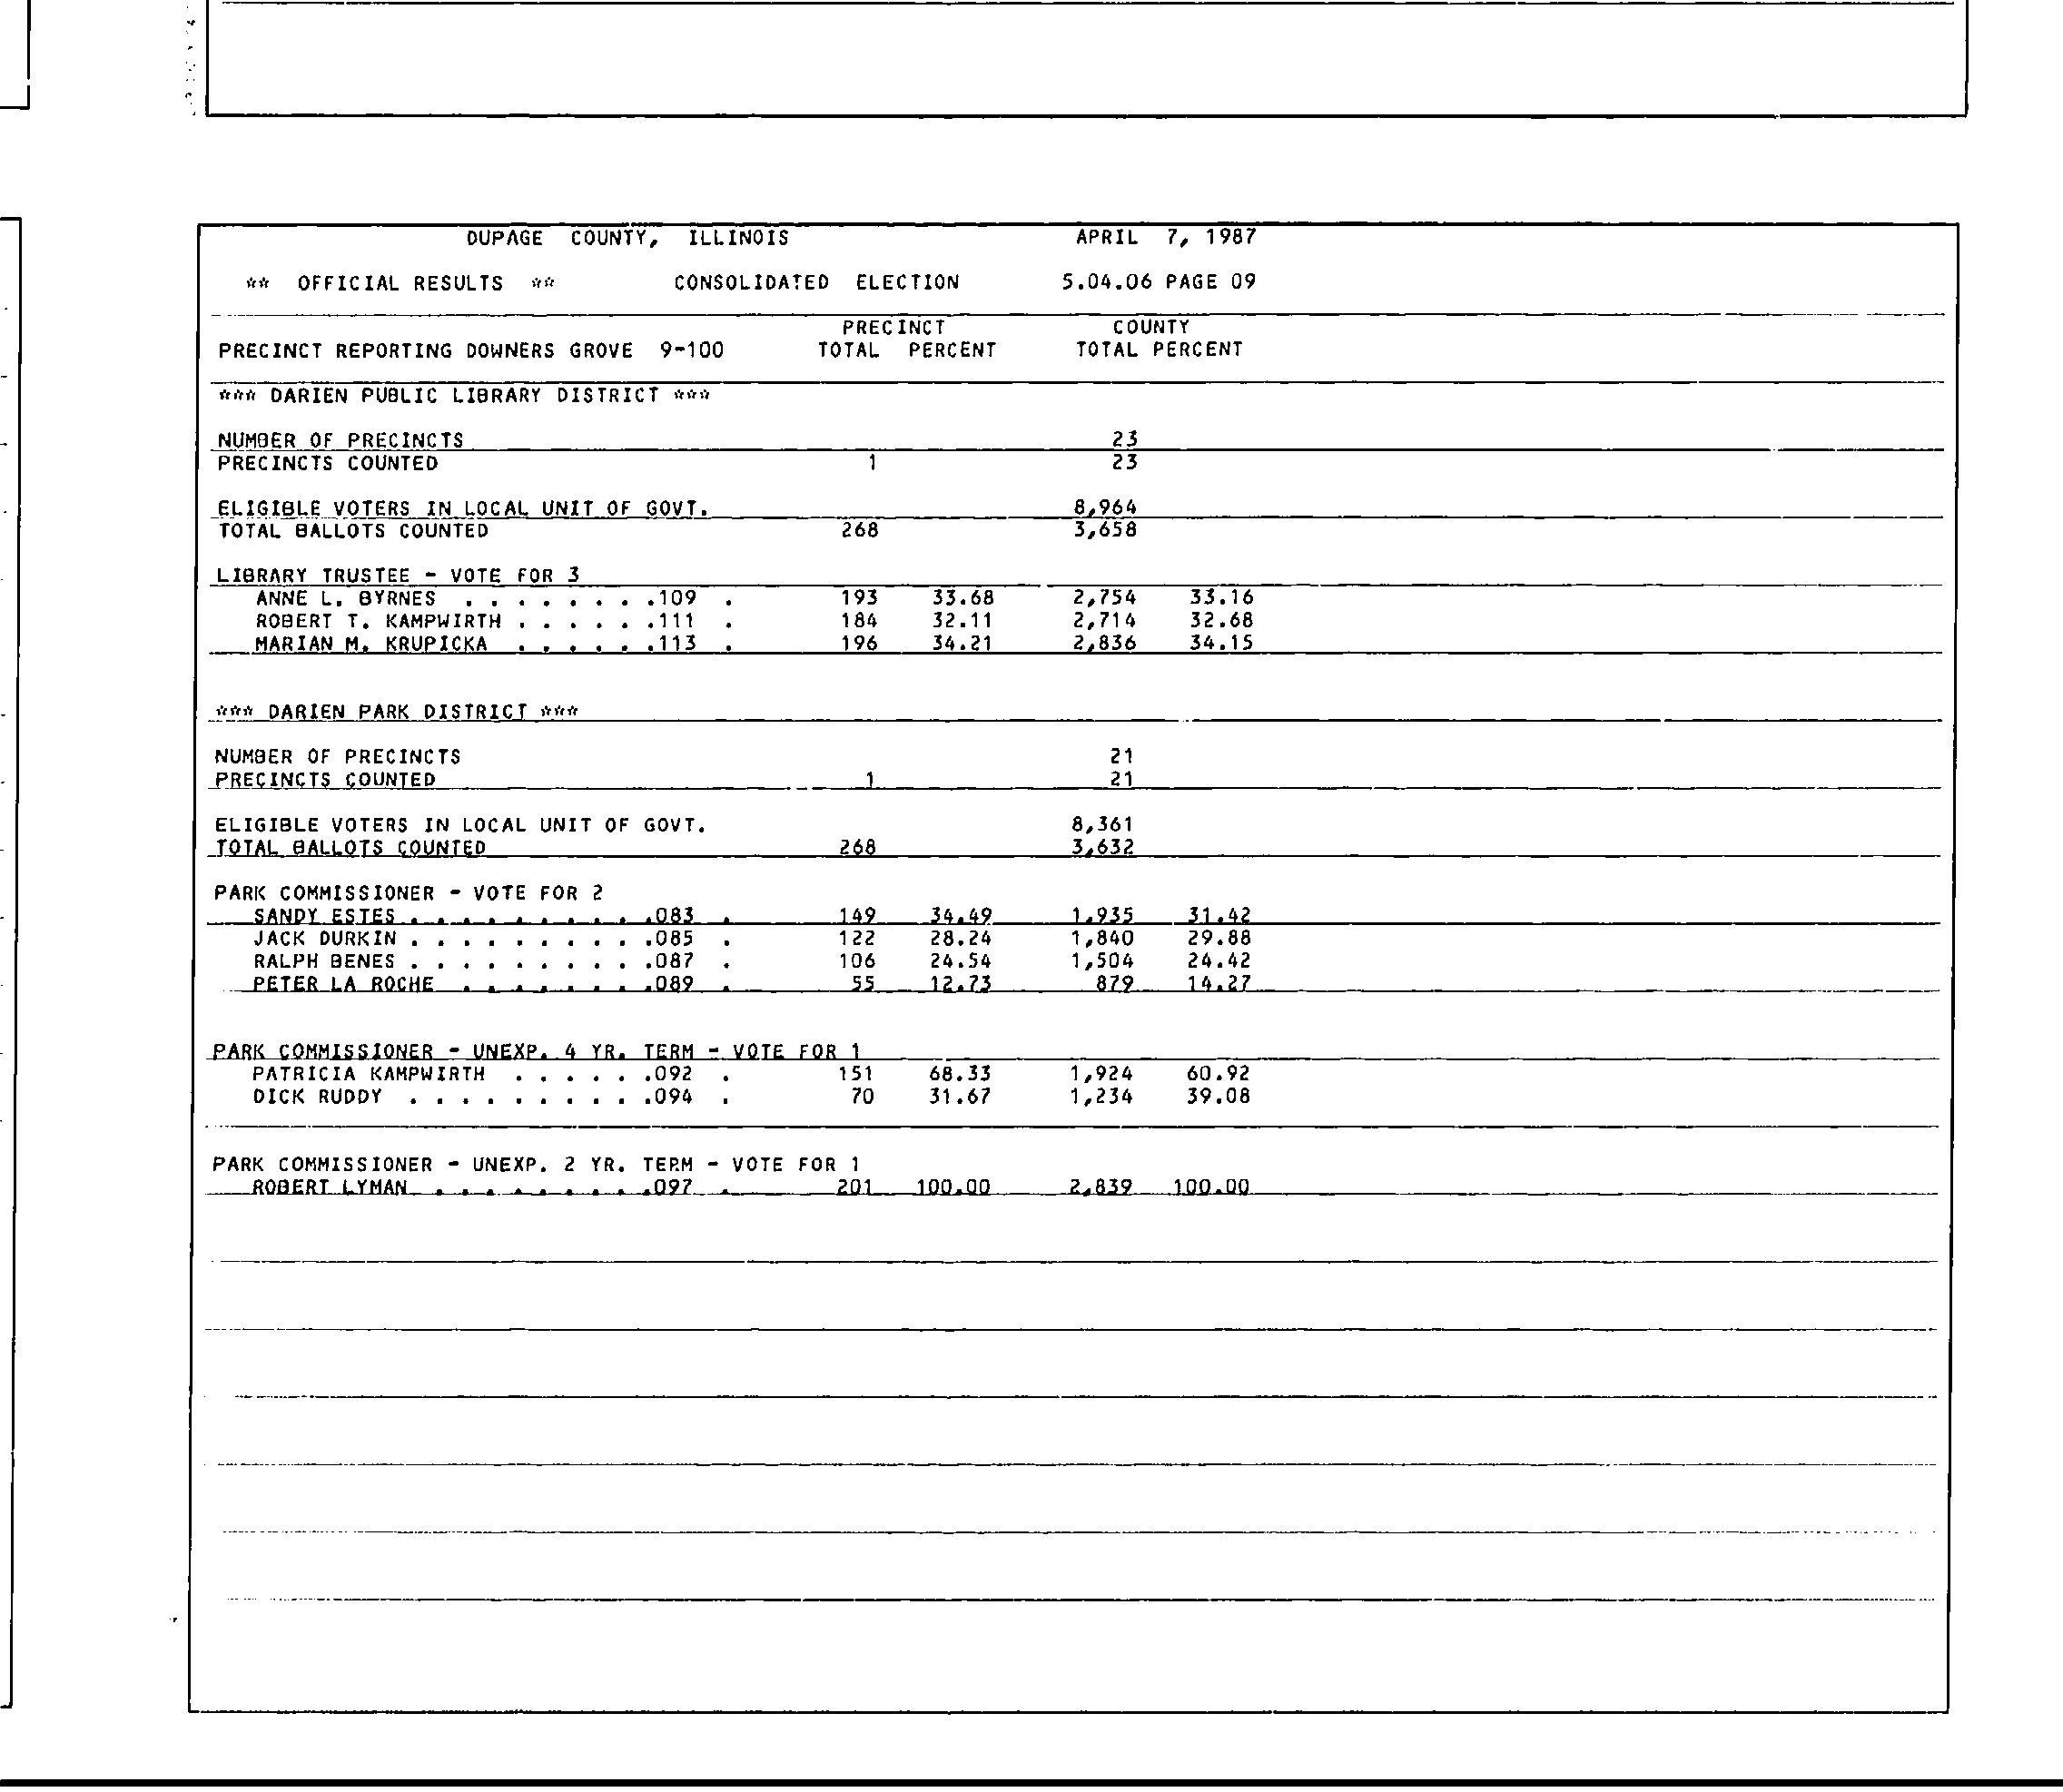 DUPAGE COUNTY, ILLINOIS APRIL 7, 1987
** OFFICIAL RESULTS ** CONSOLIDATED ELECTION 5.04.06 PAGE 09
PRECINCT COUNTY
PRECINCT REPORTING DOWNERS GROVE 9-100 TOTAL PERCENT TOTAL PERCENT
*** DARIEN PUBLIC LIBRARY DISTRICT ***
NUMBER OF PRECINCTS 23
PRECINCTS COUNTED 1 23
ELIGIBLE VOTERS IN LOCAL UNIT OF GOVT. 8,964
TOTAL BALLOTS COUNTED 268 3,658
LIBRARY TRUSTEE - VOTE FOR 3
ANNE L. BYRNES . . . . . . . .109 . 193 33.68 2,754 33.16
ROBERT T. KAMPWIRTH . . . . . .111 . 184 32.11 2,714 32.68
MARIAN M. KRUPICKA . . . . . .113 . 196 34.21 2,836 34.15
*** DARIEN PARK DISTRICT ***
NUMBER OF PRECINCTS 21
PRECINCTS COUNTED 1 21
ELIGIBLE VOTERS IN LOCAL UNIT OF GOVT. 8,361
TOTAL BALLOTS COUNTED 268 3,632
PARK COMMISSIONER - VOTE FOR 2
SANDY ESTES . . . . . . . . . .083 . 149 34.49 1,935 31.42
JACK DURKIN . . . . . . . . . .085 . 122 28.24 1,840 29.88
RALPH BENES . . . . . . . . . .087 . 106 24.54 1,504 24.42
PETER LA ROCHE . . . . . . . .089 . 55 12.73 879 14.27
PARK COMMISSIONER - UNEXP. 4 YR. TERM - VOTE FOR 1
PATRICIA KAMPWIRTH . . . . . .092 . 151 68.33 1,924 60.92
DICK RUDDY . . . . . . . . . .094 . 70 31.67 1,234 39.08
PARK COMMISSIONER - UNEXP. 2 YR. TERM - VOTE FOR 1
ROBERT LYMAN . . . . . . . . .097 . 201 100.00 2,839 100.00